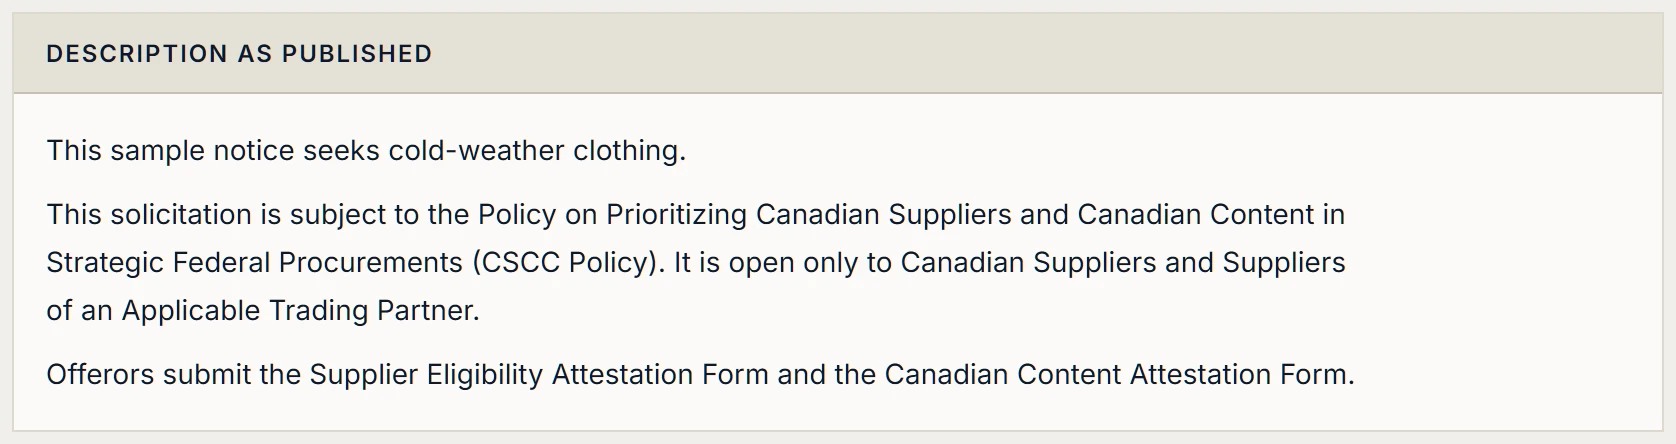 DESCRIPTION AS PUBLISHED
This sample notice seeks cold-weather clothing.
This solicitation is subject to the Policy on Prioritizing Canadian Suppliers and Canadian Content in
Strategic Federal Procurements (CSCC Policy). It is open only to Canadian Suppliers and Suppliers
of an Applicable Trading Partner.
Offerors submit the Supplier Eligibility Attestation Form and the Canadian Content Attestation Form.